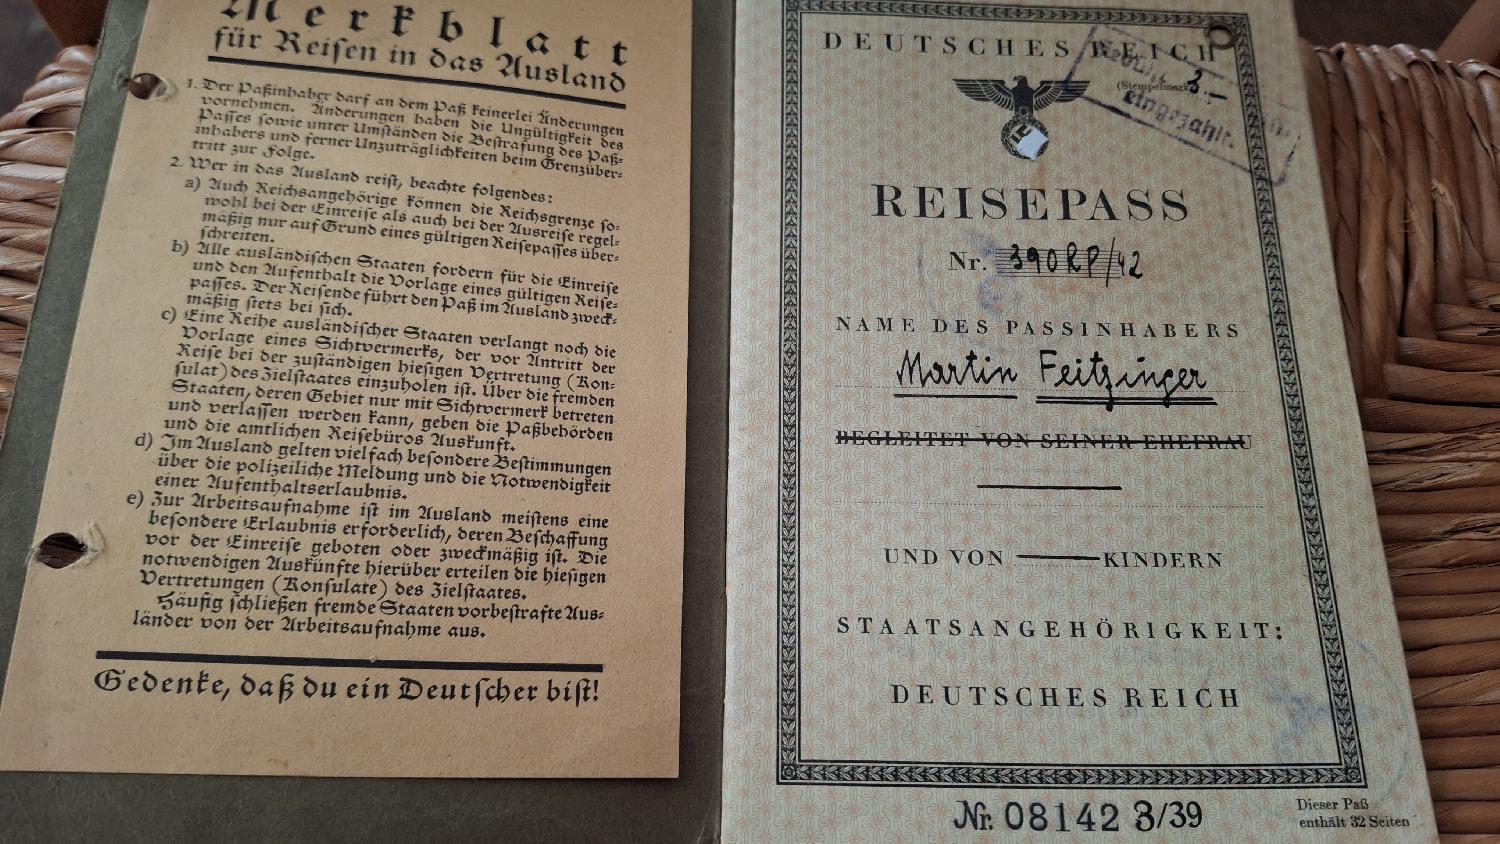 Merkblatt
für Reisen in das Ausland
1. Der Paßinhaber darf an dem Paß keinerlei Änderungen
vornehmen. Änderungen haben die Ungültigkeit des
Passes sowie unter Umständen die Bestrafung des Paß-
inhabers und ferner Unzuträglichkeiten beim Grenzüber-
tritt zur Folge.
2. Wer in das Ausland reist, beachte folgendes:
a) Auch Reichsangehörige können die Reichsgrenze so-
wohl bei der Einreise als auch bei der Ausreise regel-
mäßig nur auf Grund eines gültigen Reisepasses über-
schreiten.
b) Alle ausländischen Staaten fordern für die Einreise
und den Aufenthalt die Vorlage eines gültigen Reise-
passes. Der Reisende führt den Paß im Ausland zweck-
mäßig stets bei sich.
c) Eine Reihe ausländischer Staaten verlangt noch die
Vorlage eines Sichtvermerks, der vor Antritt der
Reise bei der zuständigen hiesigen Vertretung (Kon-
sulat) des Zielstaates einzuholen ist. Über die fremden
Staaten, deren Gebiet nur mit Sichtvermerk betreten
und verlassen werden kann, geben die Paßbehörden
und die amtlichen Reisebüros Auskunft.
d) Im Ausland gelten vielfach besondere Bestimmungen
über die polizeiliche Meldung und die Notwendigkeit
einer Aufenthaltserlaubnis.
e) Zur Arbeitsaufnahme ist im Ausland meistens eine
besondere Erlaubnis erforderlich, deren Beschaffung
vor der Einreise geboten oder zweckmäßig ist. Die
notwendigen Auskünfte hierüber erteilen die hiesigen
Vertretungen (Konsulate) des Zielstaates.
Häufig schließen fremde Staaten vorbestrafte Aus-
länder von der Arbeitsaufnahme aus.
Gedenke, daß du ein Deutscher bist!
DEUTSCHES REICH
Gebühr 3.—
eingezahlt.
REISEPASS
Nr. 390RP/42
NAME DES PASSINHABERS
Martin Feitzinger
BEGLEITET VON SEINER EHEFRAU
UND VON KINDERN
STAATSANGEHÖRIGKEIT:
DEUTSCHES REICH
Nr. 08142 3/39
Dieser Paß
enthält 32 Seiten